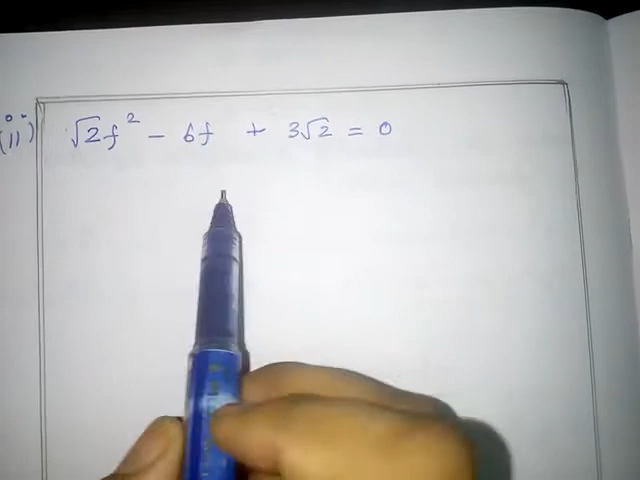 (ii) √2f² - 6f + 3√2 = 0